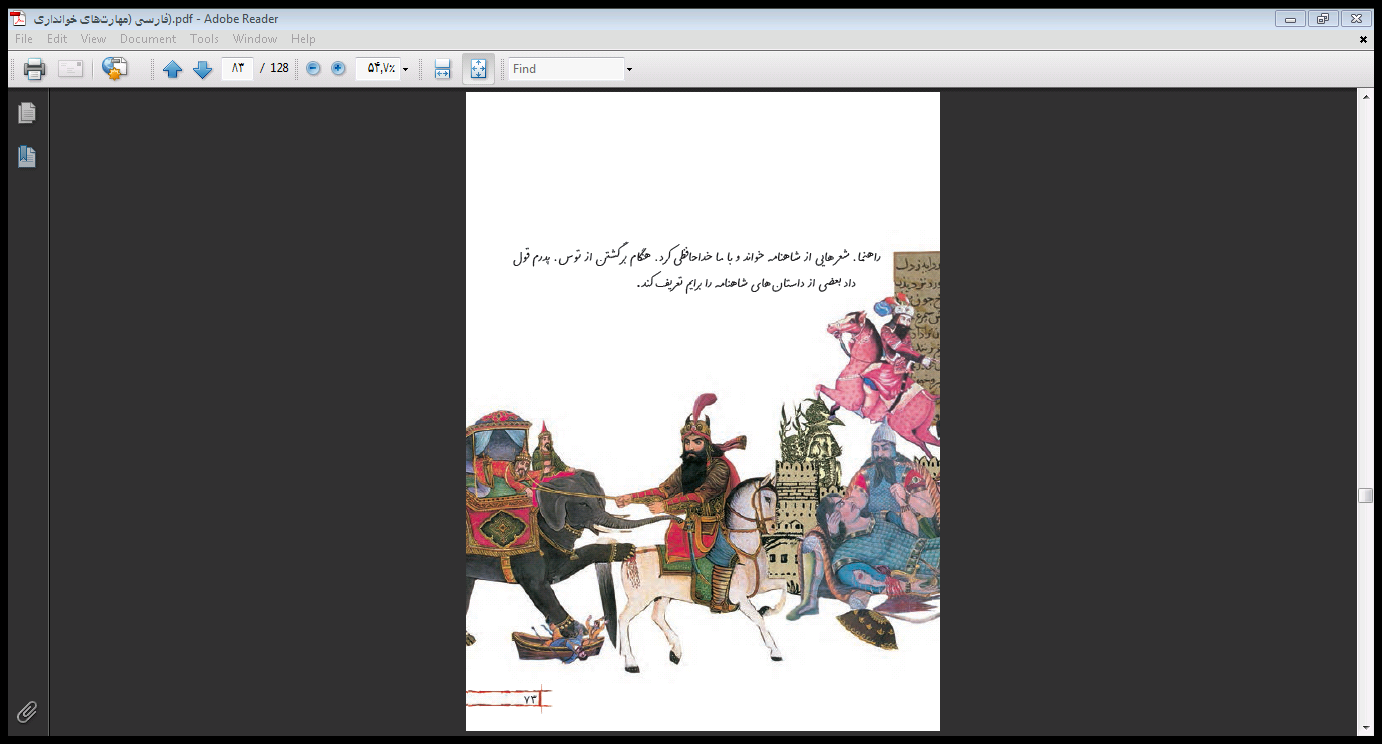 فارسی (مهارت‌های خوانداری).pdf - Adobe Reader
File Edit View Document Tools Window Help
۸۳ / 128 ۵۴,۷٪ Find
راهنما، شعرهایی از شاهنامه خواند و با ما خداحافظی کرد. هنگام برگشتن از توس، پدرم قول
داد بعضی از داستان‌های شاهنامه را برایم تعریف کند.
۷۳